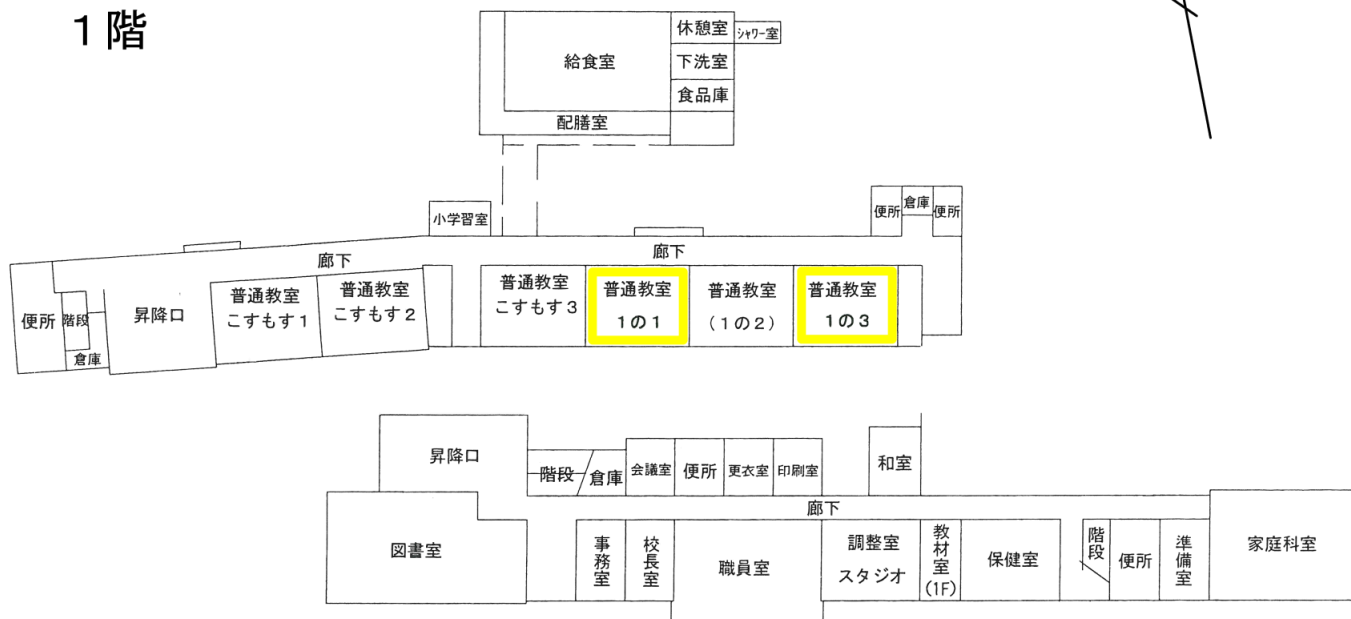 1階
休憩室
シャワー室
給食室
下洗室
食品庫
配膳室
小学習室
便所
倉庫
便所
廊下
廊下
便所
階段
倉庫
昇降口
普通教室
こすもす1
普通教室
こすもす2
普通教室
こすもす3
普通教室
1の1
普通教室
(1の2)
普通教室
1の3
昇降口
階段
倉庫
会議室
便所
更衣室
印刷室
和室
廊下
図書室
事務室
校長室
職員室
調整室
スタジオ
教材室
(1F)
保健室
階段
便所
準備室
家庭科室